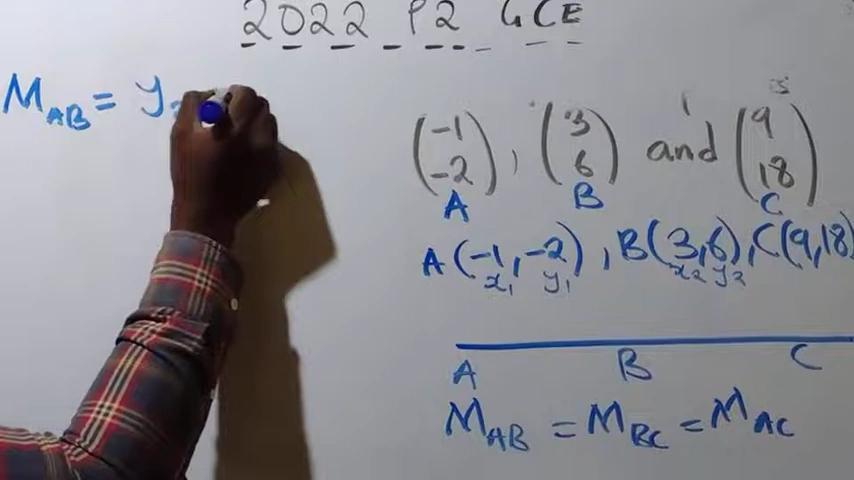 2022 P2 GCE
M_AB = y₂
(-1 -2), (3 6) and (9 18)
A B C
A(-1,-2), B(3,6), C(9,18)
x₁ y₁ x₂ y₂
A B C
M_AB = M_BC = M_AC